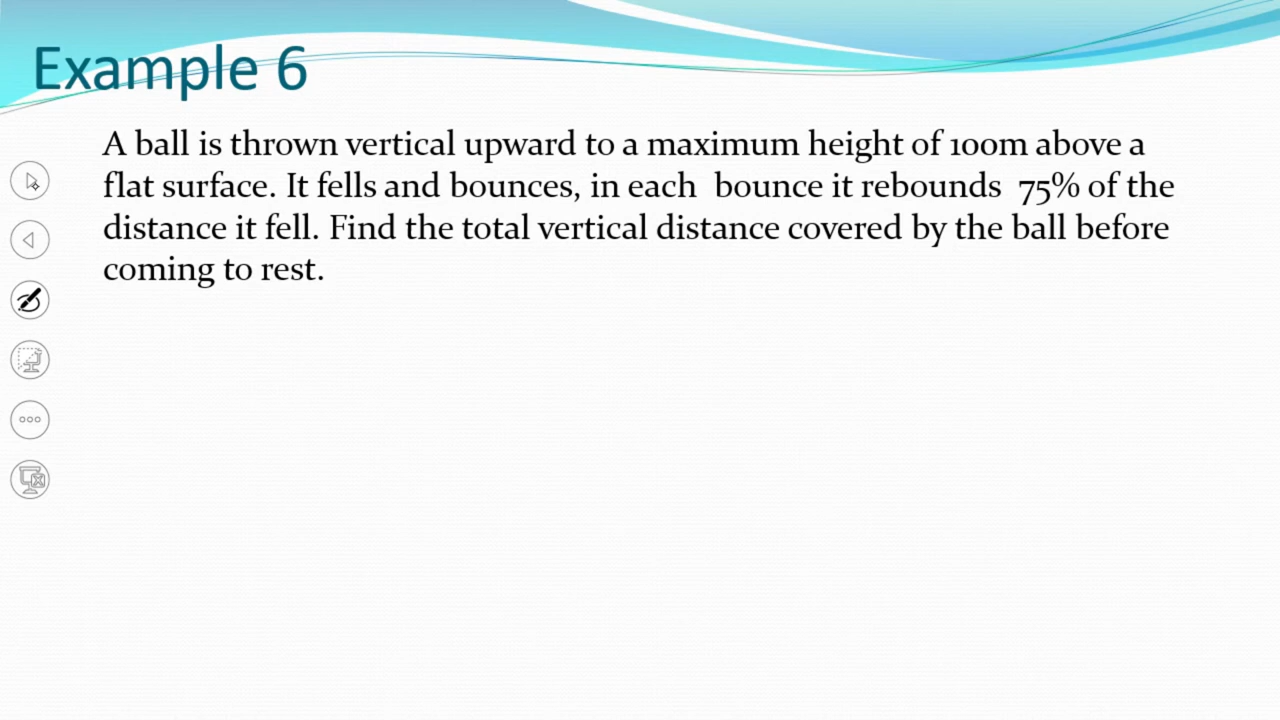 Example 6
A ball is thrown vertical upward to a maximum height of 100m above a
flat surface. It fells and bounces, in each bounce it rebounds 75% of the
distance it fell. Find the total vertical distance covered by the ball before
coming to rest.